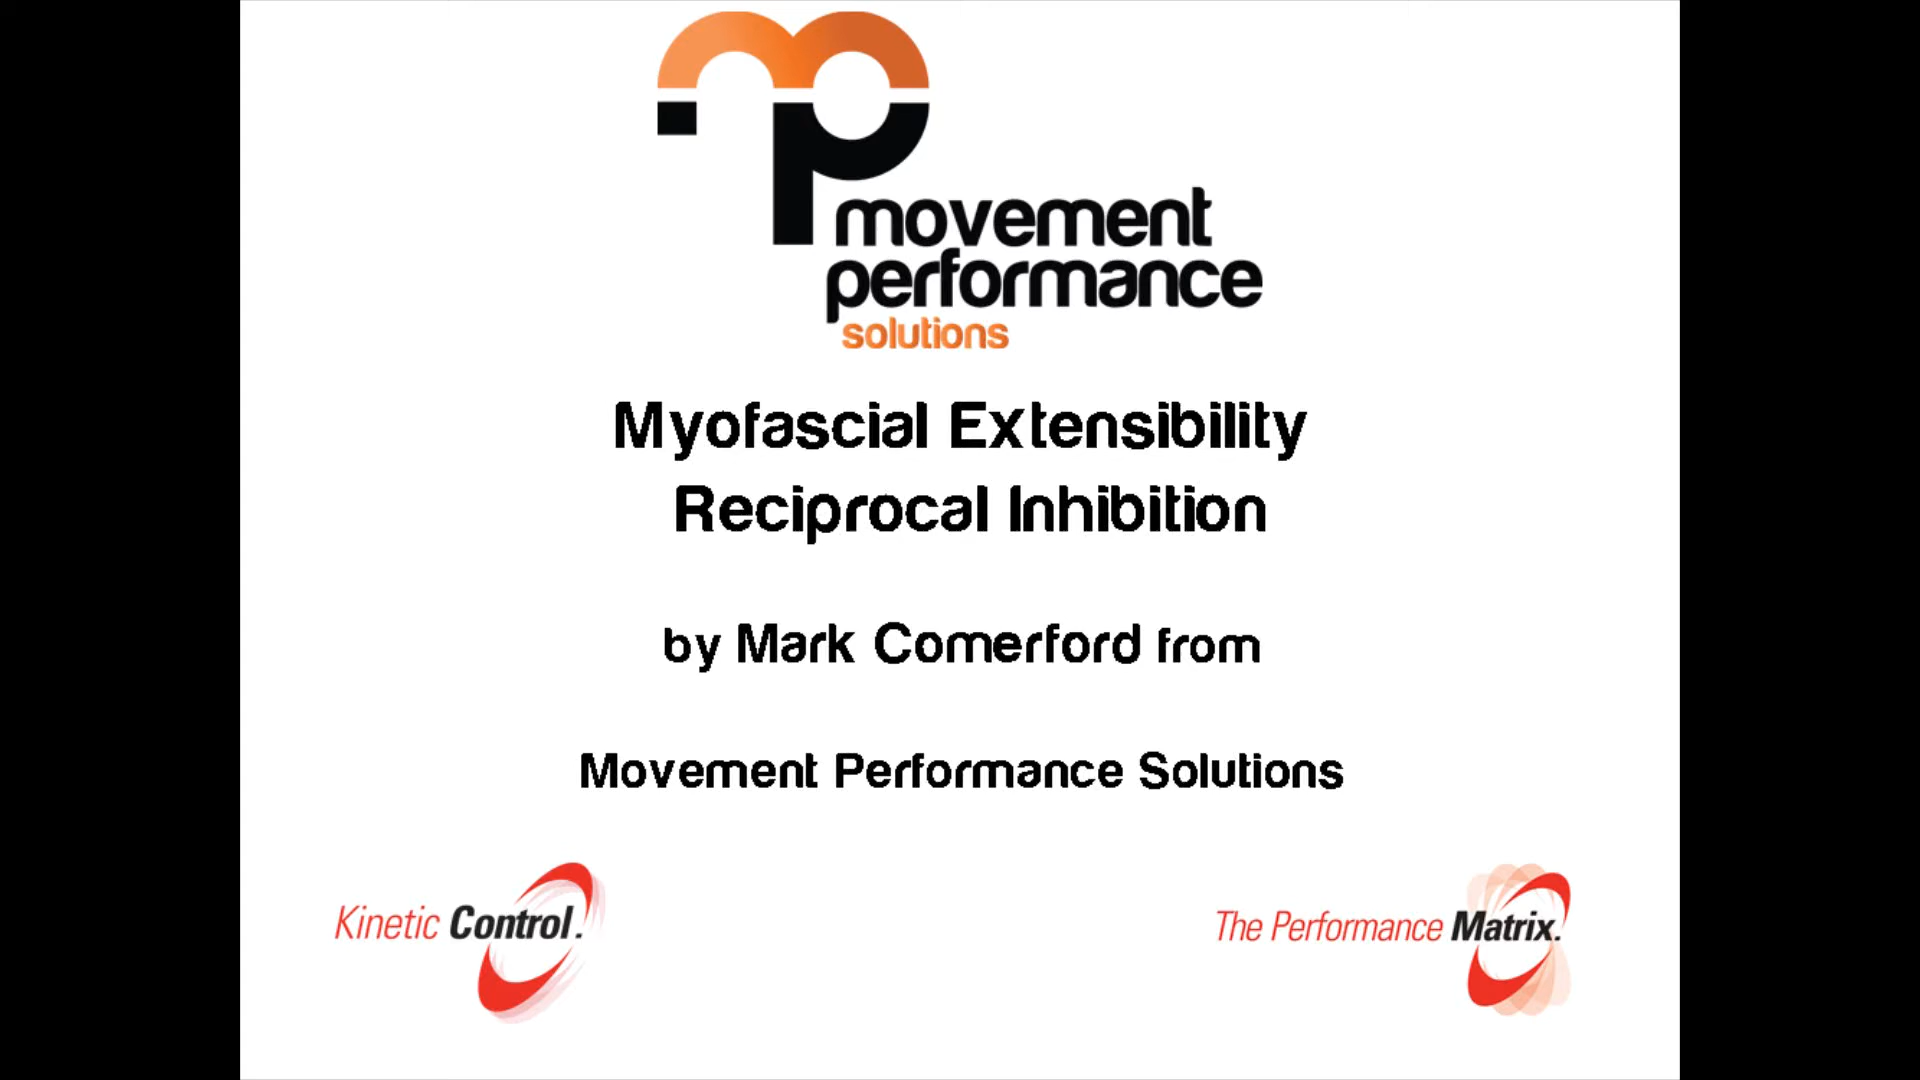 mp
movement
performance
solutions
Myofascial Extensibility
Reciprocal Inhibition
by Mark Comerford from
Movement Performance Solutions
Kinetic Control.
The Performance Matrix.